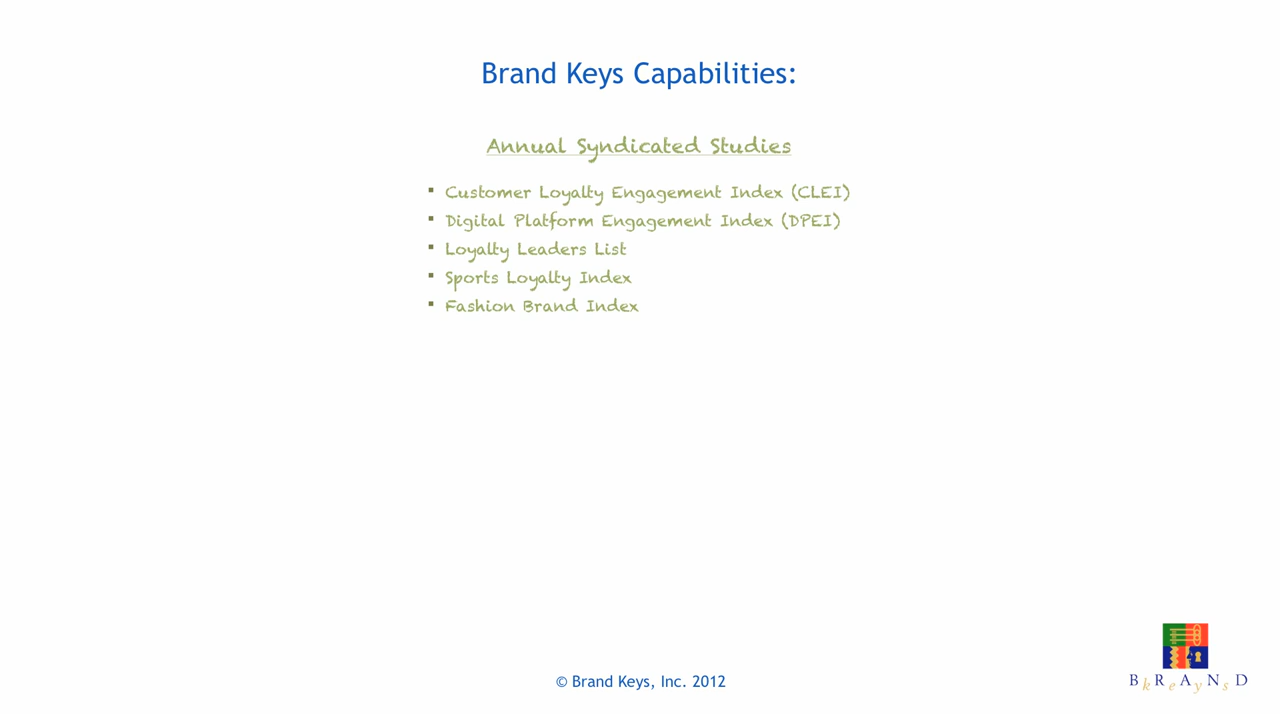 Brand Keys Capabilities:
Annual Syndicated Studies
▪ Customer Loyalty Engagement Index (CLEI)
▪ Digital Platform Engagement Index (DPEI)
▪ Loyalty Leaders List
▪ Sports Loyalty Index
▪ Fashion Brand Index
© Brand Keys, Inc. 2012
BkReAyNsD